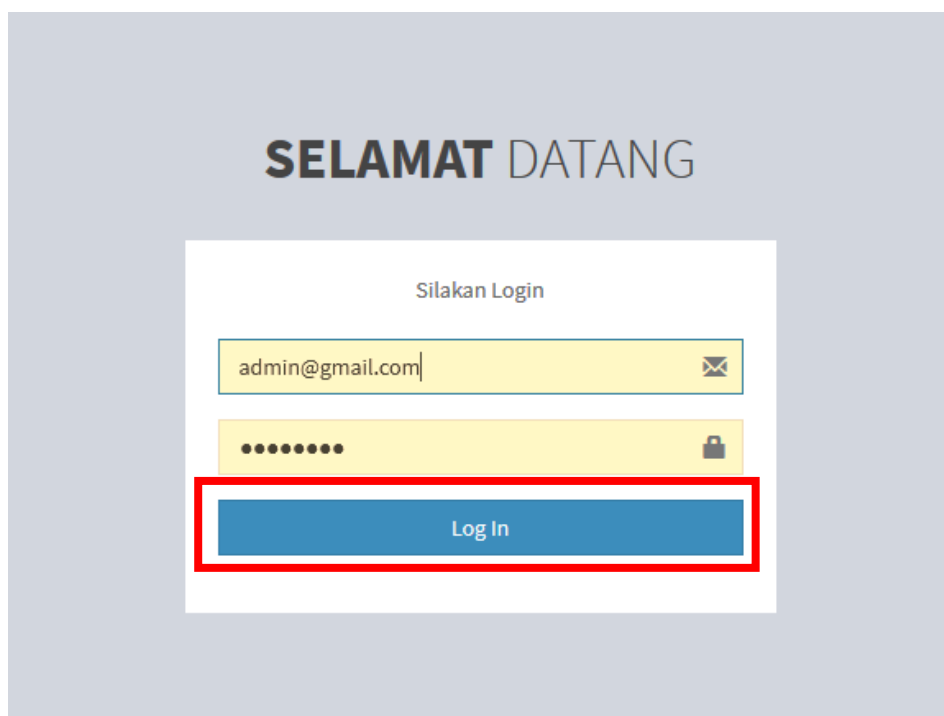 SELAMAT DATANG
Silakan Login
admin@gmail.com
••••••••
Log In